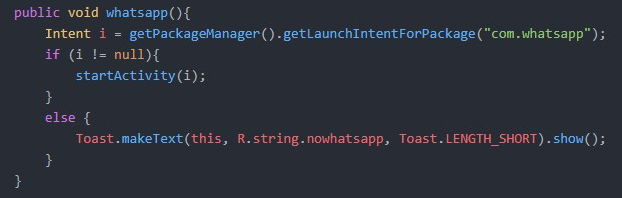 public void whatsapp(){
    Intent i = getPackageManager().getLaunchIntentForPackage("com.whatsapp");
    if (i != null){
        startActivity(i);
    }
    else {
        Toast.makeText(this, R.string.nowhatsapp, Toast.LENGTH_SHORT).show();
    }
}